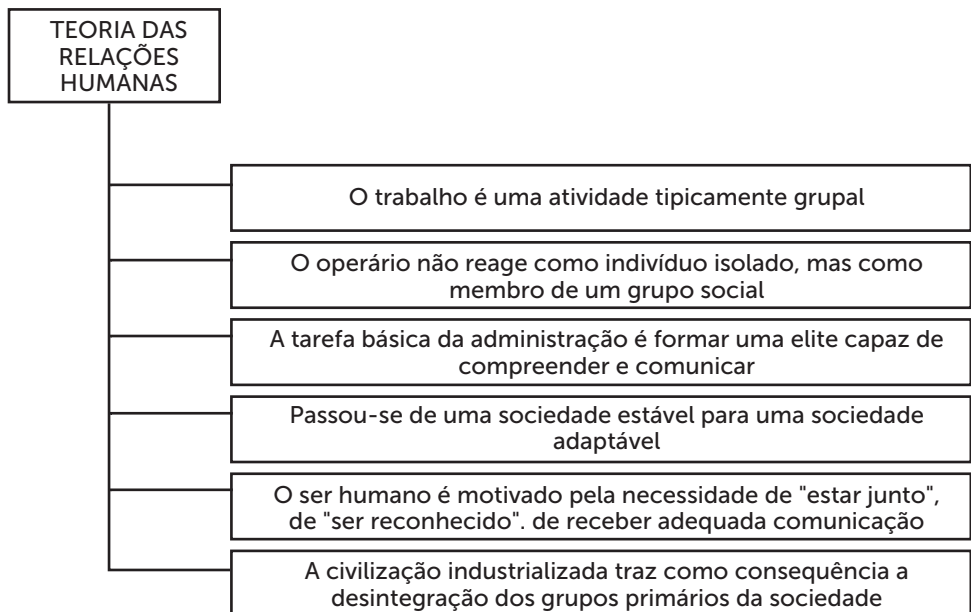 TEORIA DAS
RELAÇÕES
HUMANAS
O trabalho é uma atividade tipicamente grupal
O operário não reage como indivíduo isolado, mas como
membro de um grupo social
A tarefa básica da administração é formar uma elite capaz de
compreender e comunicar
Passou-se de uma sociedade estável para uma sociedade
adaptável
O ser humano é motivado pela necessidade de "estar junto",
de "ser reconhecido". de receber adequada comunicação
A civilização industrializada traz como consequência a
desintegração dos grupos primários da sociedade